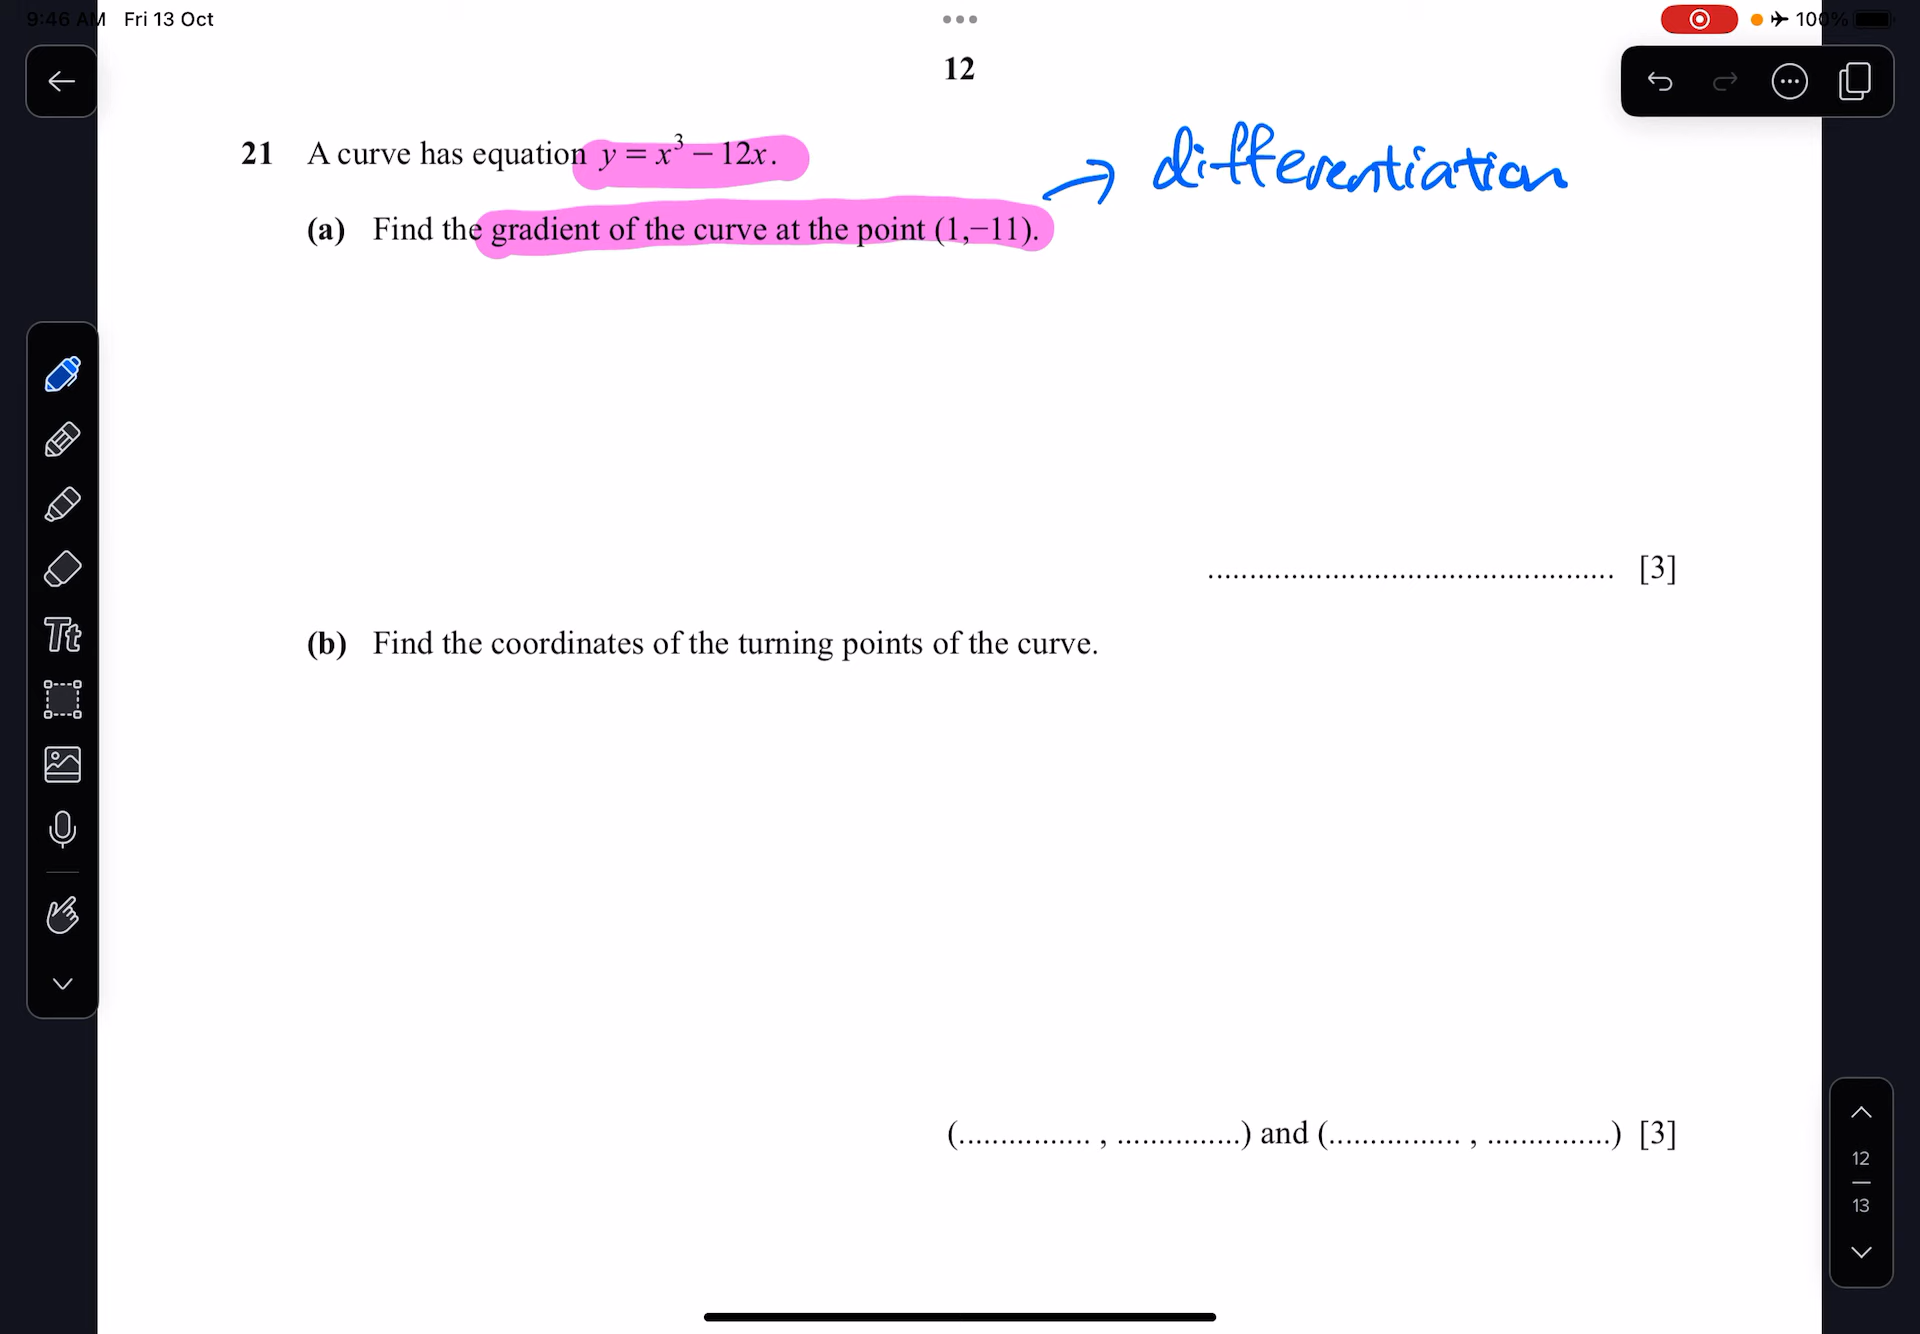 9:46 AM Fri 13 Oct
100%
12
21 A curve has equation y = x³ − 12x.
differentiation
(a) Find the gradient of the curve at the point (1,−11).
................................................. [3]
(b) Find the coordinates of the turning points of the curve.
(................ , ...............) and (................ , ...............) [3]
Tt
12
13